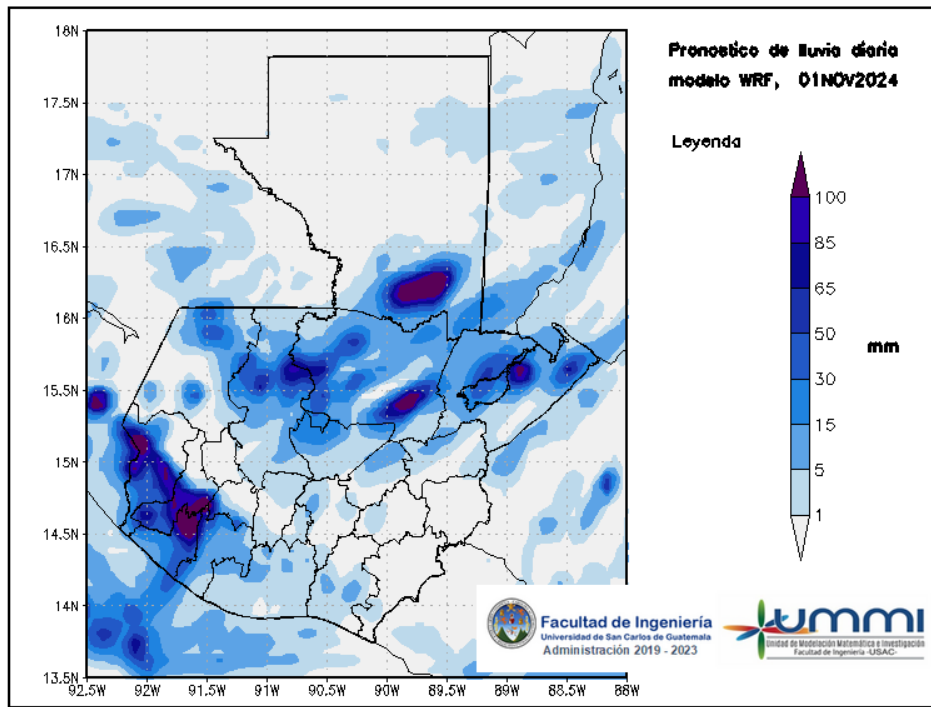 Pronostico de lluvia diaria
modelo WRF, 01NOV2024
Leyenda
100
85
65
50
30
15
5
1
mm
18N
17.5N
17N
16.5N
16N
15.5N
15N
14.5N
14N
13.5N
92.5W 92W 91.5W 91W 90.5W 90W 89.5W 89W 88.5W 88W
Facultad de Ingeniería
Universidad de San Carlos de Guatemala
Administración 2019 - 2023
UMMI
Unidad de Modelación Matemática e Investigación
Facultad de Ingeniería -USAC-